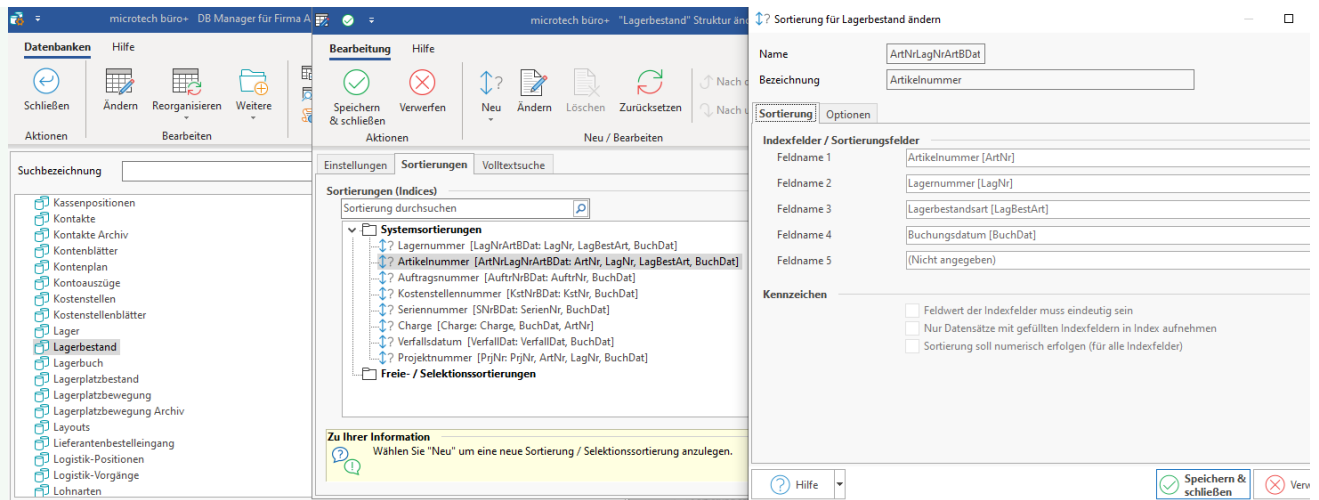 microtech büro+ DB Manager für Firma A
Datenbanken Hilfe
Schließen Ändern Reorganisieren Weitere
Aktionen Bearbeiten
Suchbezeichnung
Kassenpositionen
Kontakte
Kontakte Archiv
Kontenblätter
Kontenplan
Kontoauszüge
Kostenstellen
Kostenstellenblätter
Lager
Lagerbestand
Lagerbuch
Lagerplatzbestand
Lagerplatzbewegung
Lagerplatzbewegung Archiv
Layouts
Lieferantenbestelleingang
Logistik-Positionen
Logistik-Vorgänge
Lohnarten
microtech büro+ "Lagerbestand" Struktur änd
Bearbeitung Hilfe
Speichern & schließen Verwerfen Neu Ändern Löschen Zurücksetzen
Nach o
Nach u
Aktionen Neu / Bearbeiten
Einstellungen Sortierungen Volltextsuche
Sortierungen (Indices)
Sortierung durchsuchen
Systemsortierungen
? Lagernummer [LagNrArtBDat: LagNr, LagBestArt, BuchDat]
? Artikelnummer [ArtNrLagNrArtBDat: ArtNr, LagNr, LagBestArt, BuchDat]
? Auftragsnummer [AuftrNrBDat: AuftrNr, BuchDat]
? Kostenstellennummer [KstNrBDat: KstNr, BuchDat]
? Seriennummer [SNrBDat: SerienNr, BuchDat]
? Charge [Charge: Charge, BuchDat, ArtNr]
? Verfallsdatum [VerfallDat: VerfallDat, BuchDat]
? Projektnummer [PrjNr: PrjNr, ArtNr, LagNr, BuchDat]
Freie- / Selektionssortierungen
Zu Ihrer Information
Wählen Sie "Neu" um eine neue Sortierung / Selektionssortierung anzulegen.
? Sortierung für Lagerbestand ändern
Name ArtNrLagNrArtBDat
Bezeichnung Artikelnummer
Sortierung Optionen
Indexfelder / Sortierungsfelder
Feldname 1 Artikelnummer [ArtNr]
Feldname 2 Lagernummer [LagNr]
Feldname 3 Lagerbestandsart [LagBestArt]
Feldname 4 Buchungsdatum [BuchDat]
Feldname 5 (Nicht angegeben)
Kennzeichen
Feldwert der Indexfelder muss eindeutig sein
Nur Datensätze mit gefüllten Indexfeldern in Index aufnehmen
Sortierung soll numerisch erfolgen (für alle Indexfelder)
? Hilfe Speichern & schließen Verw